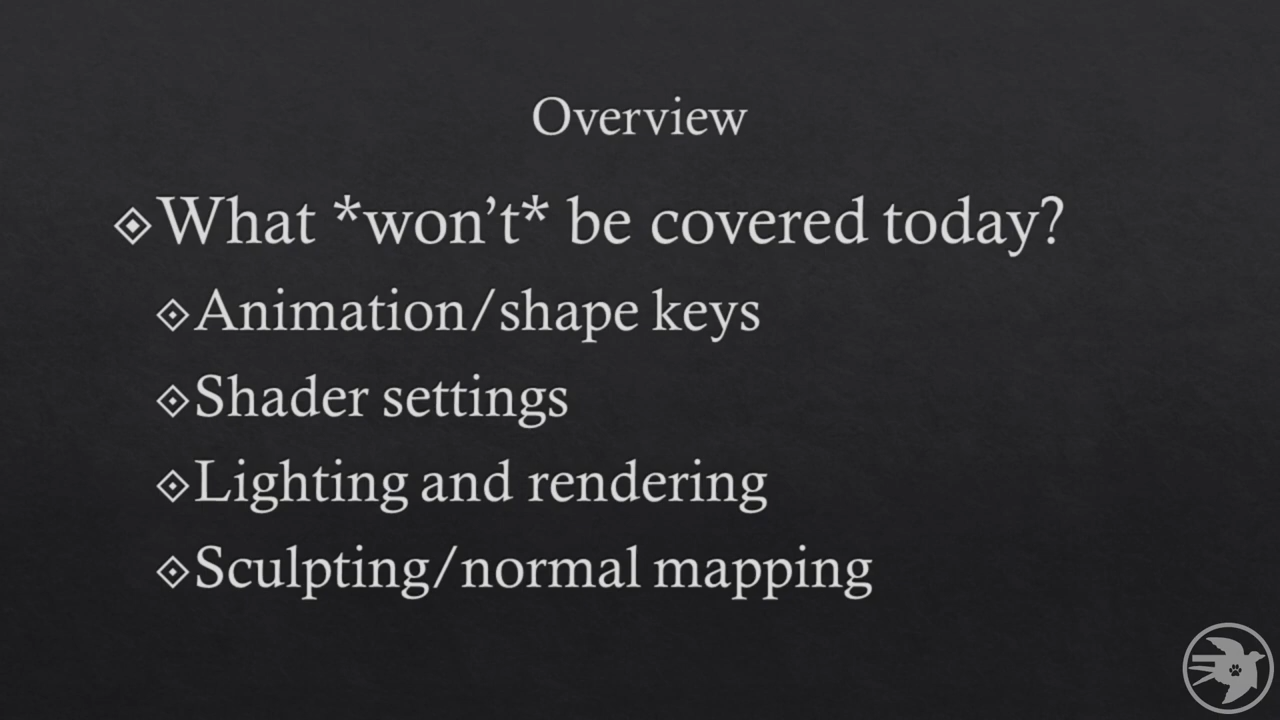 Overview
What *won’t* be covered today?
Animation/shape keys
Shader settings
Lighting and rendering
Sculpting/normal mapping